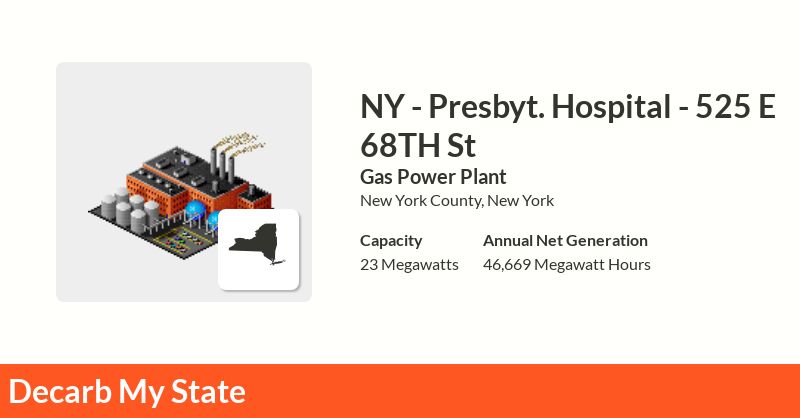 NY - Presbyt. Hospital - 525 E
68TH St
Gas Power Plant
New York County, New York
Capacity
Annual Net Generation
23 Megawatts
46,669 Megawatt Hours
Decarb My State